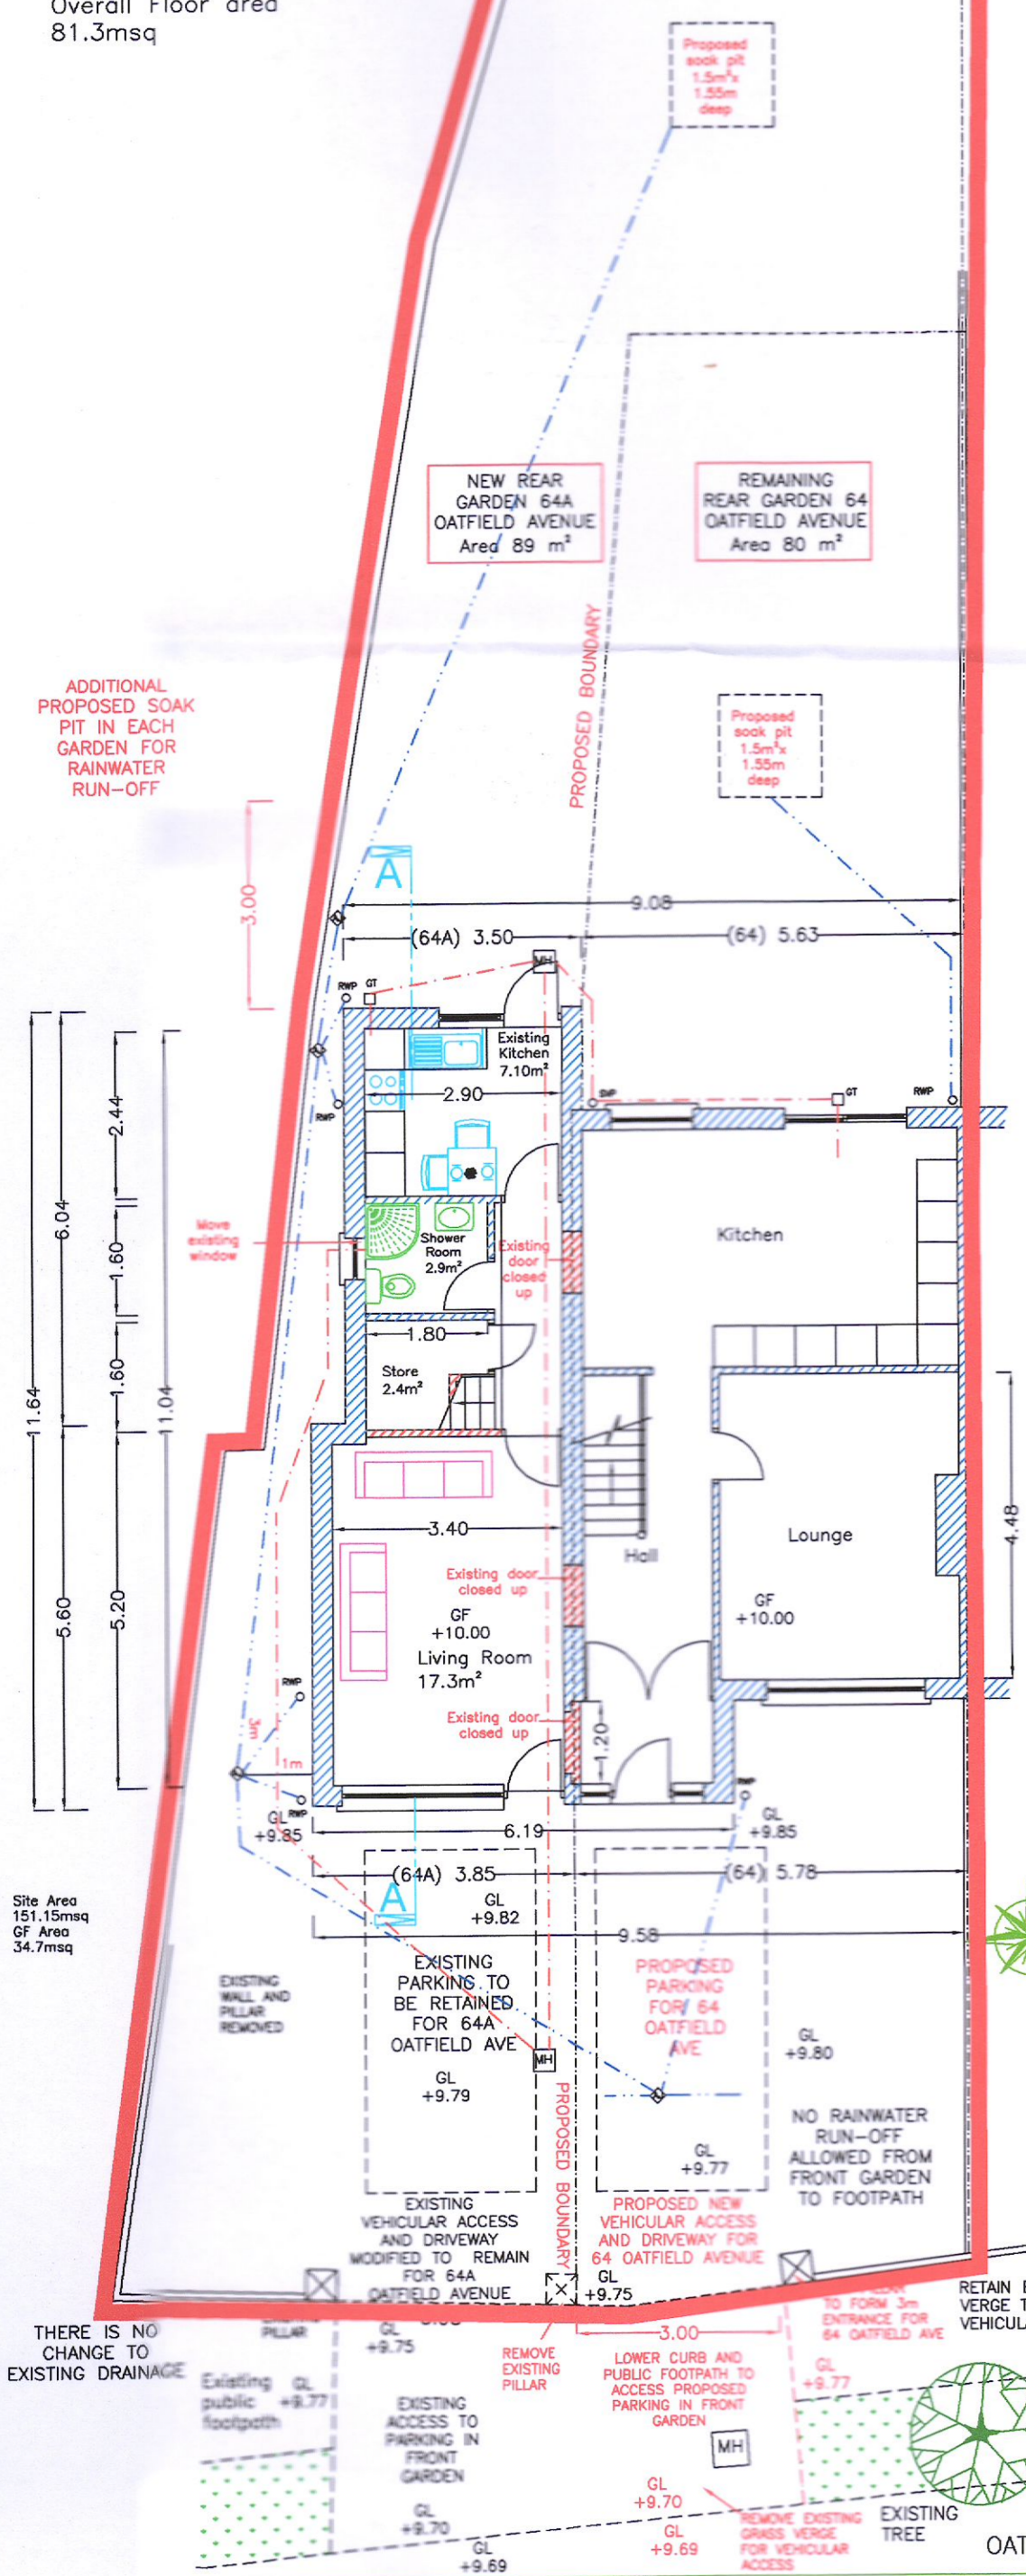 Overall Floor area
81.3msq
Proposed
soak pit
1.5m²x
1.55m
deep
NEW REAR
GARDEN 64A
OATFIELD AVENUE
Area 89 m²
REMAINING
REAR GARDEN 64
OATFIELD AVENUE
Area 80 m²
PROPOSED BOUNDARY
ADDITIONAL
PROPOSED SOAK
PIT IN EACH
GARDEN FOR
RAINWATER
RUN-OFF
Proposed
soak pit
1.5m²x
1.55m
deep
3.00
A
9.08
(64A) 3.50
(64) 5.63
MH
RWP
GT
Existing
Kitchen
7.10m²
2.90
RWP
SVP
GT
RWP
2.44
6.04
1.60
1.60
11.64
11.04
5.60
5.20
Move
existing
window
Shower
Room
2.9m²
Existing
door
closed
up
Kitchen
1.80
Store
2.4m²
3.40
Hall
Lounge
4.48
Existing door
closed up
GF
+10.00
Living Room
17.3m²
GF
+10.00
Existing door
closed up
1.20
RWP
3m
1m
RWP
GL
+9.85
RWP
GL
+9.85
6.19
(64A) 3.85
(64) 5.78
A
GL
+9.82
9.58
Site Area
151.15msq
GF Area
34.7msq
EXISTING
WALL AND
PILLAR
REMOVED
EXISTING
PARKING TO
BE RETAINED
FOR 64A
OATFIELD AVE
PROPOSED
PARKING
FOR 64
OATFIELD
AVE
GL
+9.80
MH
GL
+9.79
PROPOSED BOUNDARY
GL
+9.77
NO RAINWATER
RUN-OFF
ALLOWED FROM
FRONT GARDEN
TO FOOTPATH
EXISTING
VEHICULAR ACCESS
AND DRIVEWAY
MODIFIED TO REMAIN
FOR 64A
OATFIELD AVENUE
PROPOSED NEW
VEHICULAR ACCESS
AND DRIVEWAY FOR
64 OATFIELD AVENUE
GL
+9.75
THERE IS NO
CHANGE TO
EXISTING DRAINAGE
PILLAR
GL
+9.75
REMOVE
EXISTING
PILLAR
3.00
TO FORM 3m
ENTRANCE FOR
64 OATFIELD AVE
RETAIN
VERGE
VEHICUL
LOWER CURB AND
PUBLIC FOOTPATH TO
ACCESS PROPOSED
PARKING IN FRONT
GARDEN
GL
+9.77
Existing
public
footpath
GL
+9.77
EXISTING
ACCESS TO
PARKING IN
FRONT
GARDEN
MH
GL
+9.70
GL
+9.70
REMOVE EXISTING
GRASS VERGE
FOR VEHICULAR
ACCESS
EXISTING
TREE
GL
+9.69
GL
+9.69
OAT